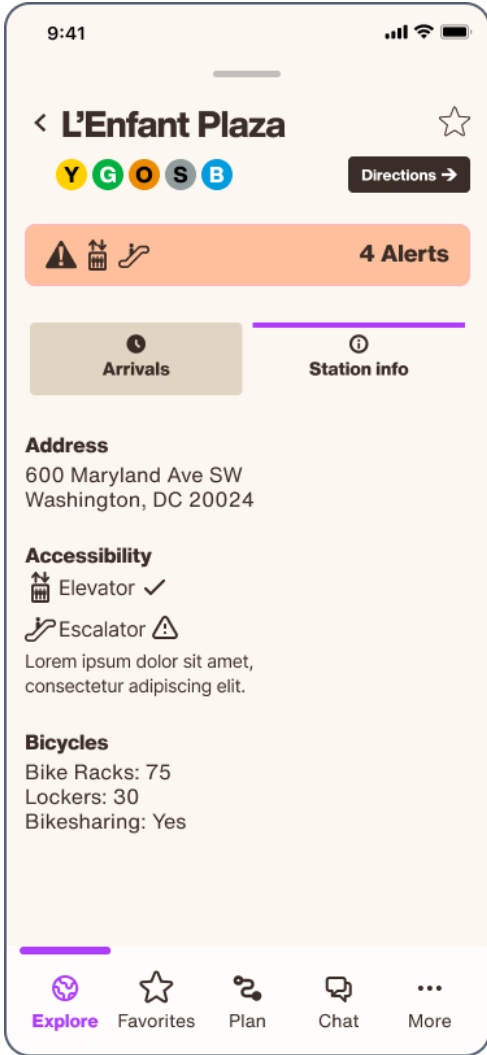 9:41
L’Enfant Plaza
Y G O S B
Directions →
4 Alerts
Arrivals
Station info
Address
600 Maryland Ave SW
Washington, DC 20024
Accessibility
Elevator
Escalator
Lorem ipsum dolor sit amet,
consectetur adipiscing elit.
Bicycles
Bike Racks: 75
Lockers: 30
Bikesharing: Yes
Explore Favorites Plan Chat More